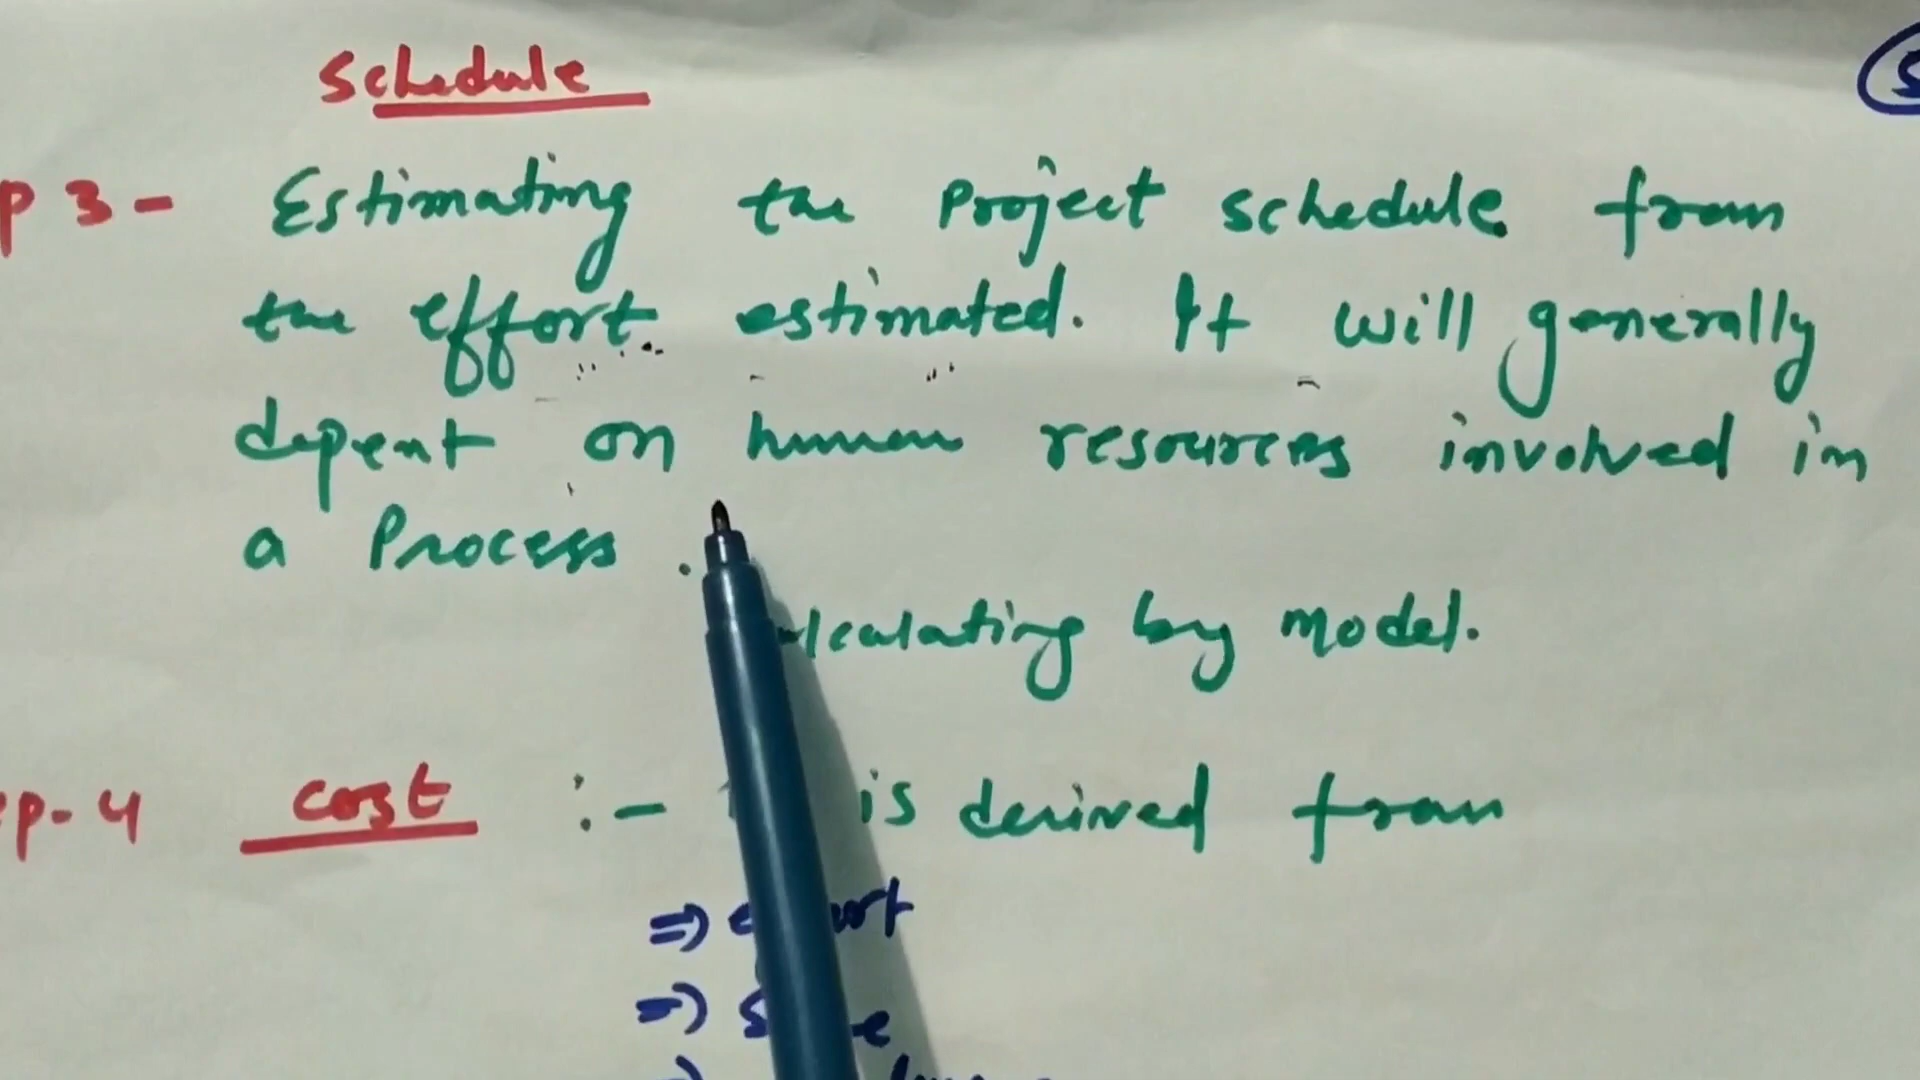 Schedule
p 3 - Estimating the Project schedule from
the effort estimated. It will generally
depent on human resources involved in
a Process .
lculating by model.
p. 4 cost :- is derived from
=>
=>
=>